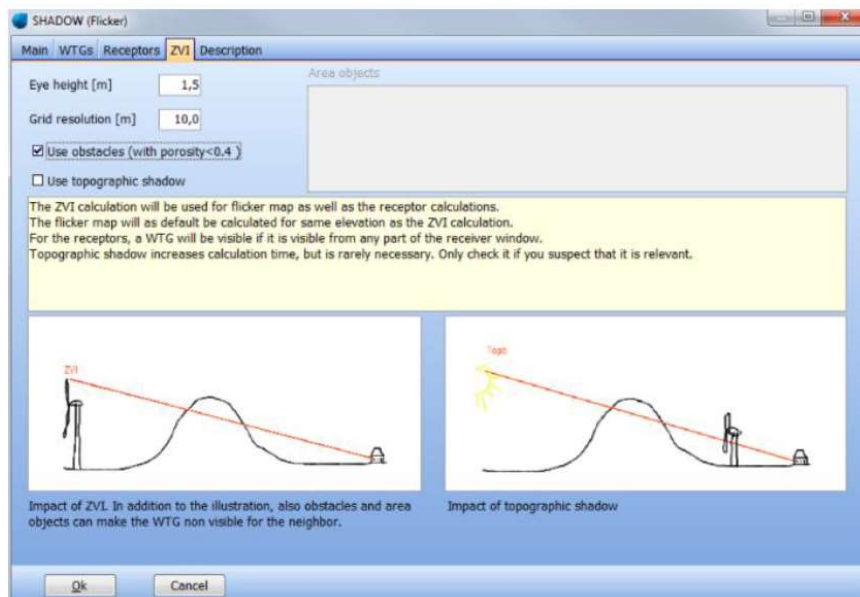 SHADOW (Flicker)
Main WTGs Receptors ZVI Description
Eye height [m] 1,5
Area objects
Grid resolution [m] 10,0
Use obstacles (with porosity<0.4 )
Use topographic shadow
The ZVI calculation will be used for flicker map as well as the receptor calculations.
The flicker map will as default be calculated for same elevation as the ZVI calculation.
For the receptors, a WTG will be visible if it is visible from any part of the receiver window.
Topographic shadow increases calculation time, but is rarely necessary. Only check it if you suspect that it is relevant.
ZVI
Topo
Impact of ZVI. In addition to the illustration, also obstacles and area
objects can make the WTG non visible for the neighbor.
Impact of topographic shadow
Ok Cancel